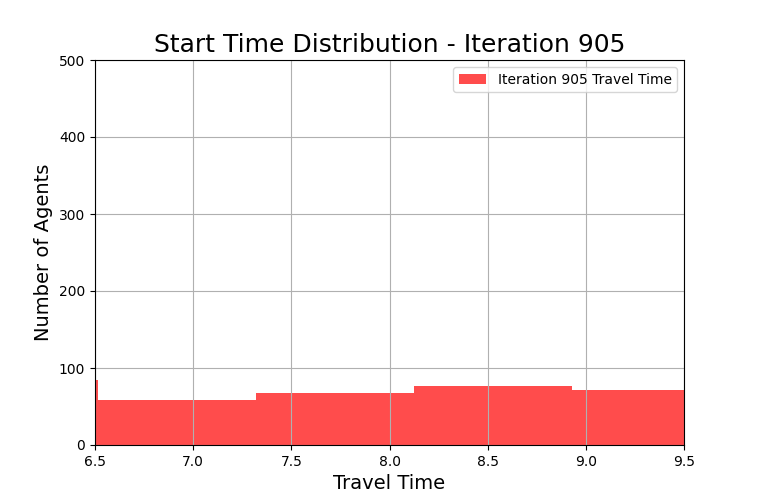 Start Time Distribution - Iteration 905
Iteration 905 Travel Time
500
400
300
200
100
0
Number of Agents
6.5 7.0 7.5 8.0 8.5 9.0 9.5
Travel Time